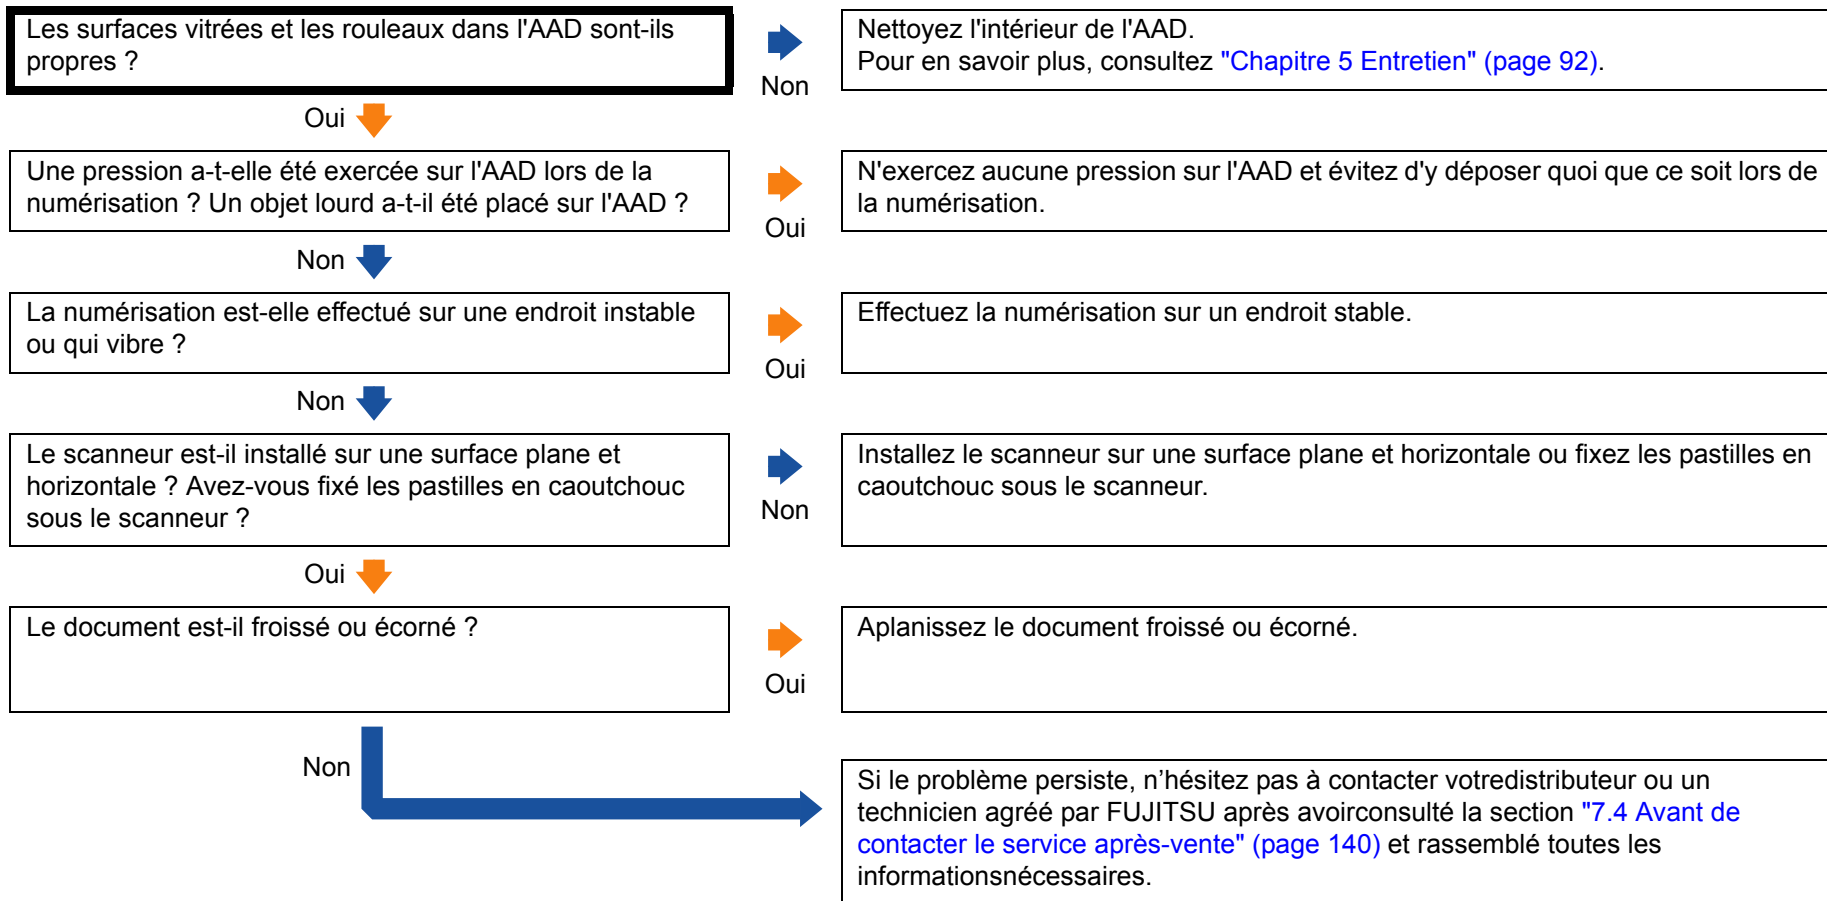 Les surfaces vitrées et les rouleaux dans l'AAD sont-ils
propres ?
Non
Nettoyez l'intérieur de l'AAD.
Pour en savoir plus, consultez "Chapitre 5 Entretien" (page 92).
Oui
Une pression a-t-elle été exercée sur l'AAD lors de la
numérisation ? Un objet lourd a-t-il été placé sur l'AAD ?
Oui
N'exercez aucune pression sur l'AAD et évitez d'y déposer quoi que ce soit lors de
la numérisation.
Non
La numérisation est-elle effectué sur une endroit instable
ou qui vibre ?
Oui
Effectuez la numérisation sur un endroit stable.
Non
Le scanneur est-il installé sur une surface plane et
horizontale ? Avez-vous fixé les pastilles en caoutchouc
sous le scanneur ?
Non
Installez le scanneur sur une surface plane et horizontale ou fixez les pastilles en
caoutchouc sous le scanneur.
Oui
Le document est-il froissé ou écorné ?
Oui
Aplanissez le document froissé ou écorné.
Non
Si le problème persiste, n’hésitez pas à contacter votredistributeur ou un
technicien agréé par FUJITSU après avoirconsulté la section "7.4 Avant de
contacter le service après-vente" (page 140) et rassemblé toutes les
informationsnécessaires.